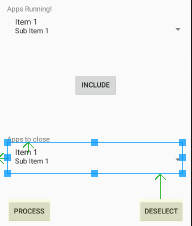 Apps Running!
Item 1
Sub Item 1
INCLUDE
Apps to close
Item 1
Sub Item 1
PROCESS
DESELECT